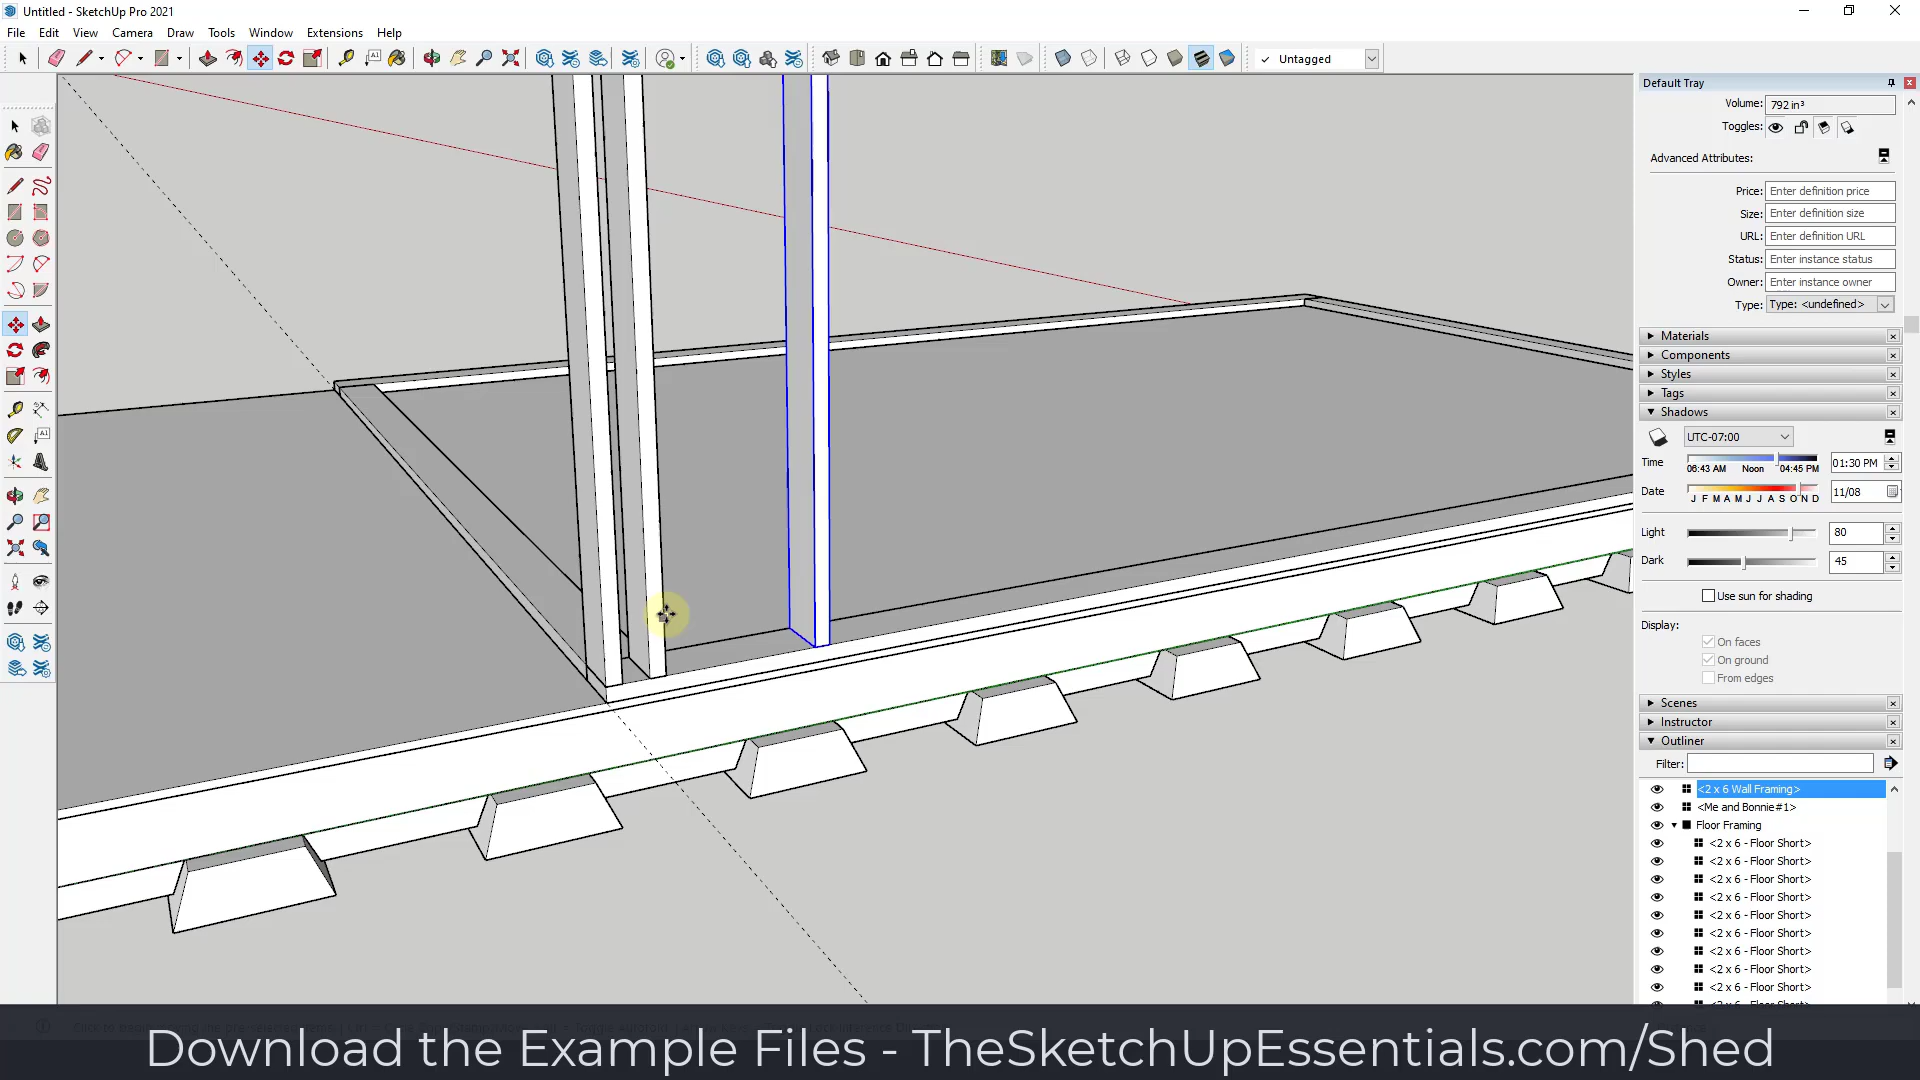 Untitled - SketchUp Pro 2021
File Edit View Camera Draw Tools Window Extensions Help
Untagged
Default Tray
Volume: 792 in³
Toggles:
Advanced Attributes:
Price: Enter definition price
Size: Enter definition size
URL: Enter definition URL
Status: Enter instance status
Owner: Enter instance owner
Type: Type: <undefined>
Materials
Components
Styles
Tags
Shadows
UTC-07:00
Time 06:43 AM Noon 04:45 PM 01:30 PM
Date J F M A M J J A S O N D 11/08
Light 80
Dark 45
Use sun for shading
Display:
On faces
On ground
From edges
Scenes
Instructor
Outliner
Filter:
<2 x 6 Wall Framing>
<Me and Bonnie#1>
Floor Framing
<2 x 6 - Floor Short>
<2 x 6 - Floor Short>
<2 x 6 - Floor Short>
<2 x 6 - Floor Short>
<2 x 6 - Floor Short>
<2 x 6 - Floor Short>
<2 x 6 - Floor Short>
<2 x 6 - Floor Short>
<2 x 6 - Floor Short>
Download the Example Files - TheSketchUpEssentials.com/Shed